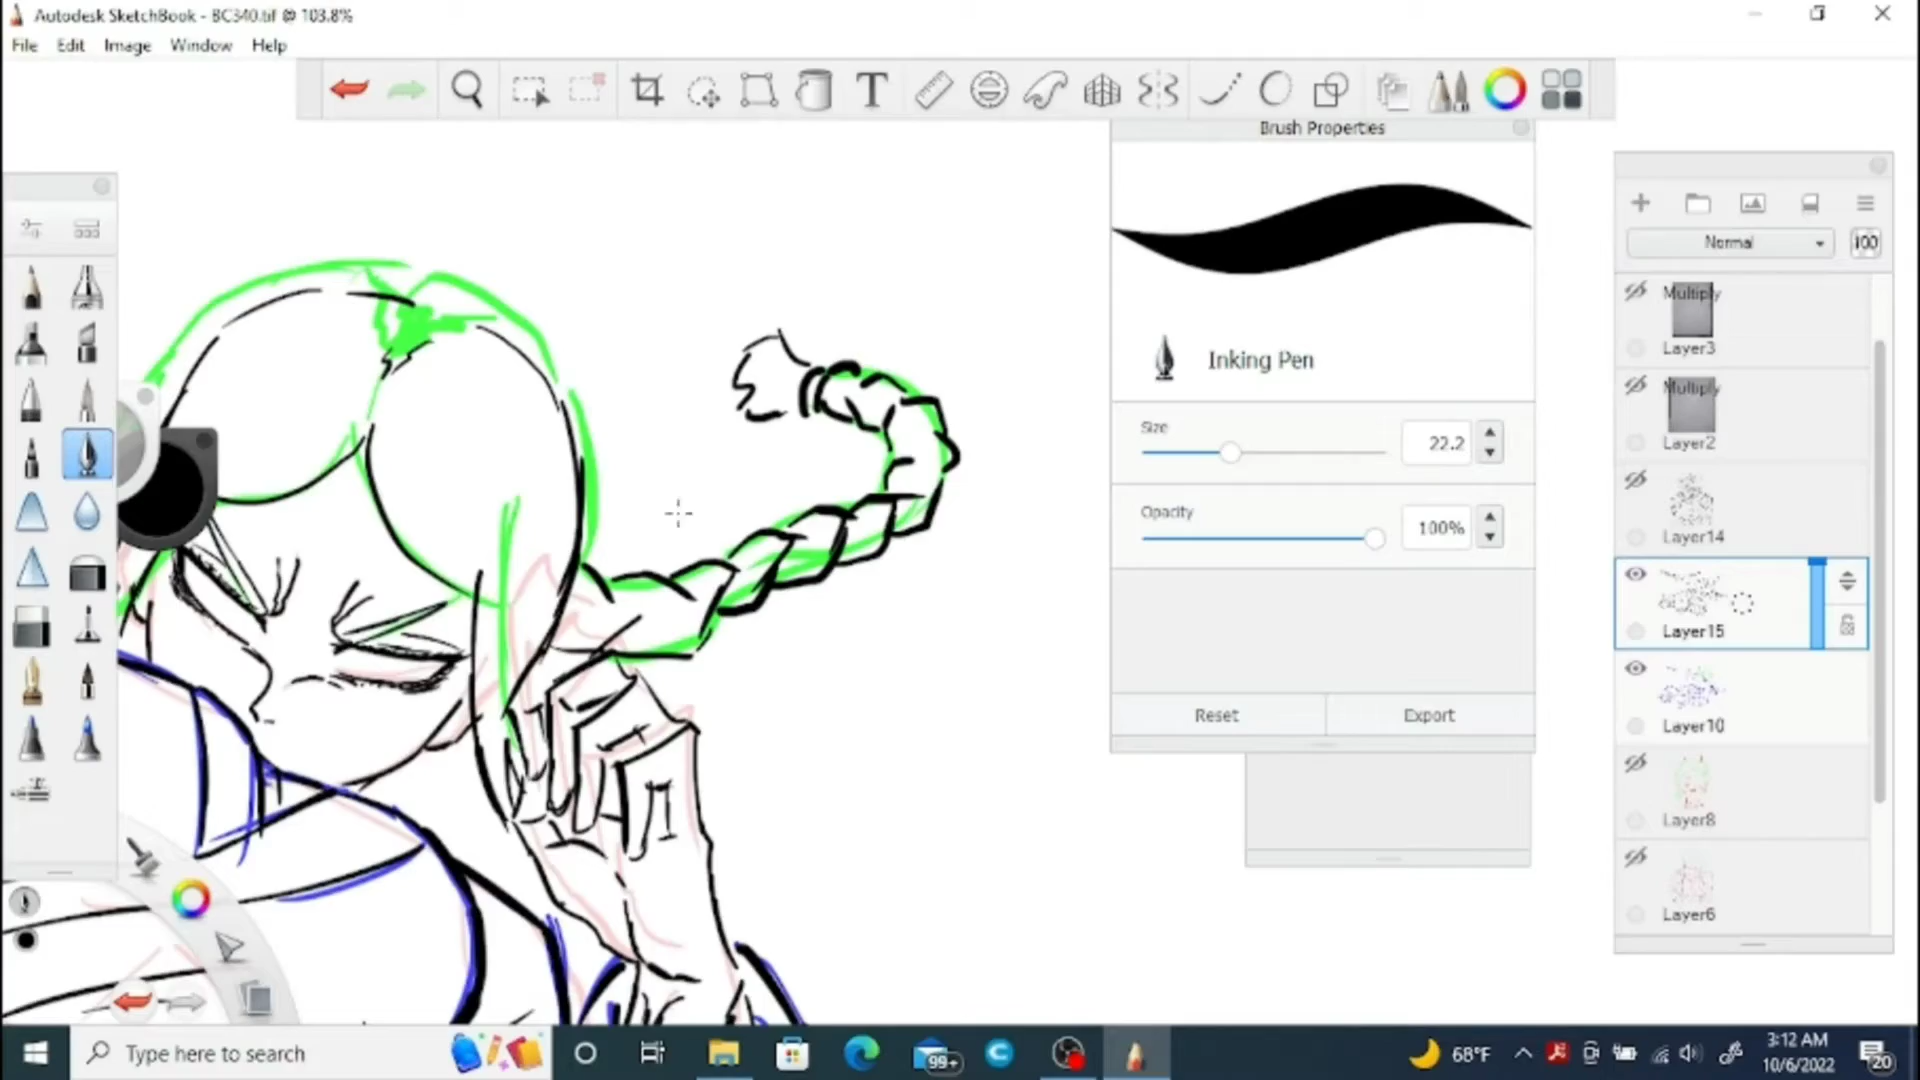 Autodesk SketchBook - BC340.tif @ 103.8%
File Edit Image Window Help
T
Brush Properties
Inking Pen
Size
22.2
Opacity
100%
Reset Export
Normal 100
Multiply
Layer3
Multiply
Layer2
Layer14
Layer15
Layer10
Layer8
Layer6
Type here to search
99+
68°F
3:12 AM
10/6/2022
20